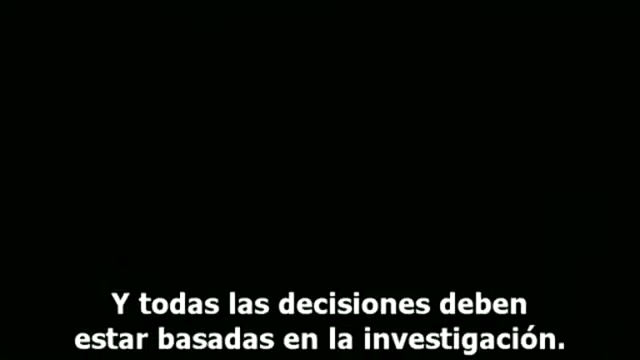 Y todas las decisiones deben
estar basadas en la investigación.